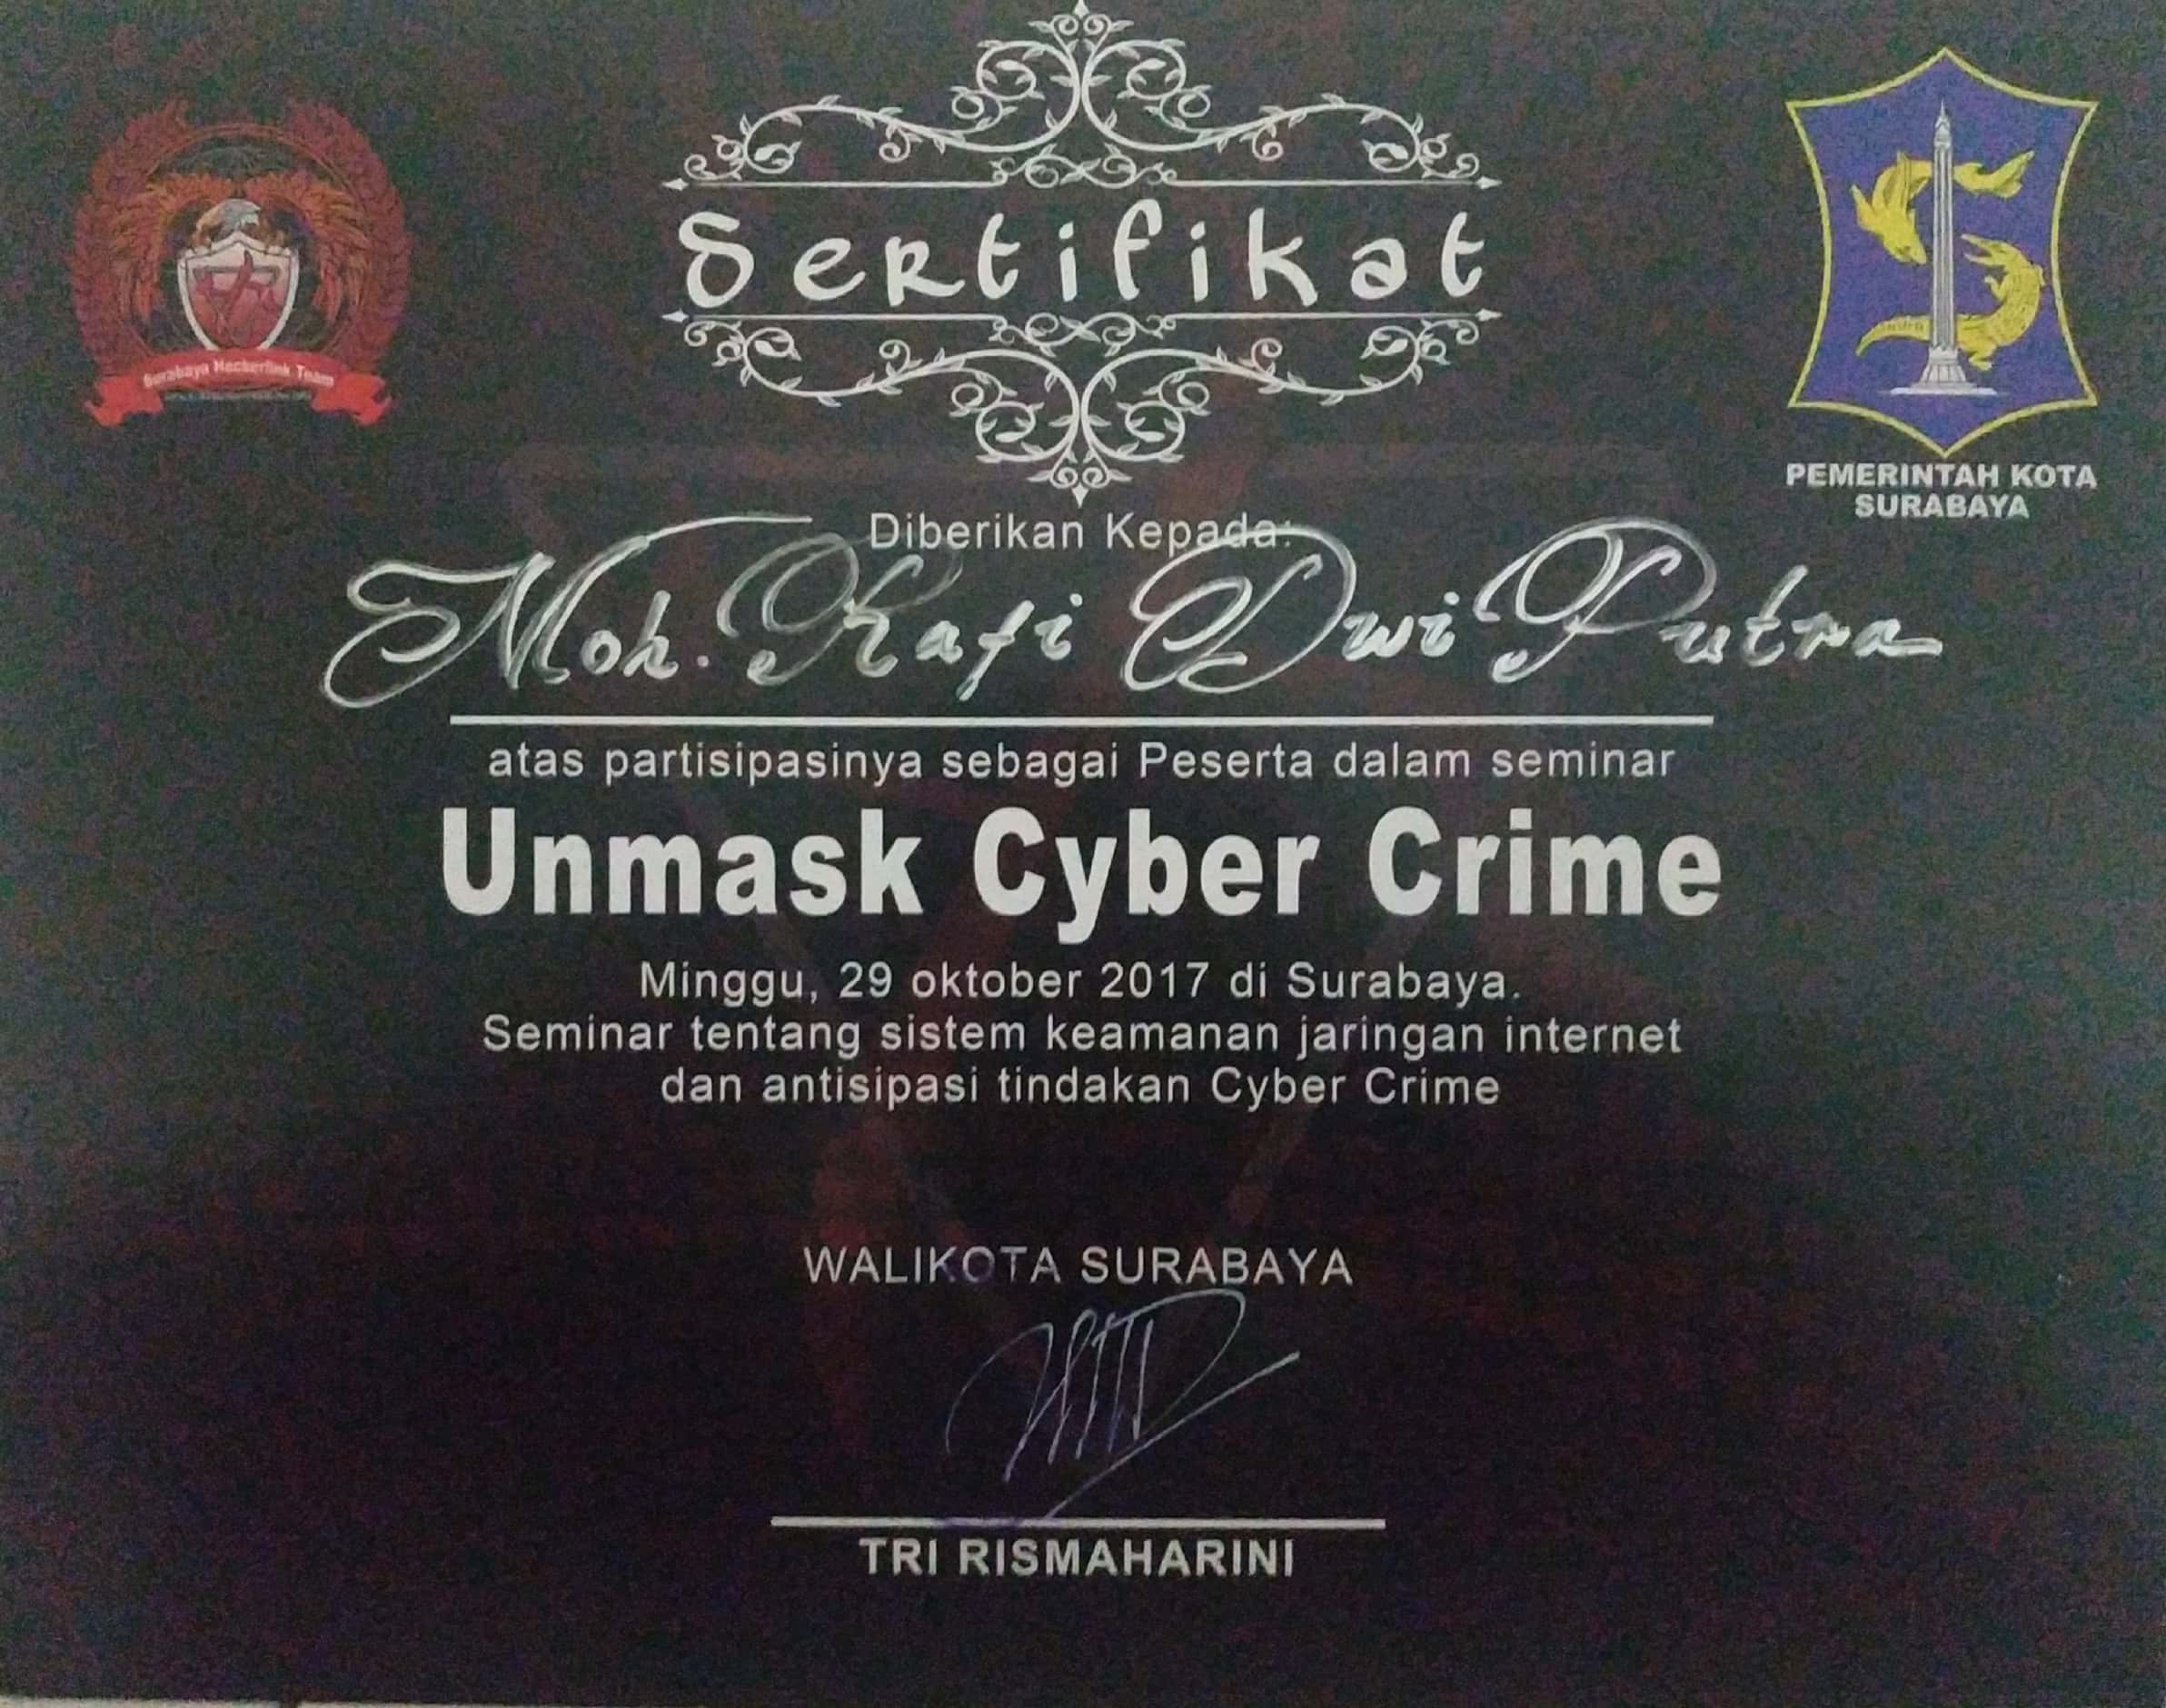 Sertifikat
Surabaya Hackerlink Team
PEMERINTAH KOTA
SURABAYA
Diberikan Kepada:
Moh. Rafi Dwi Putra
atas partisipasinya sebagai Peserta dalam seminar
Unmask Cyber Crime
Minggu, 29 oktober 2017 di Surabaya.
Seminar tentang sistem keamanan jaringan internet
dan antisipasi tindakan Cyber Crime
WALIKOTA SURABAYA
TRI RISMAHARINI